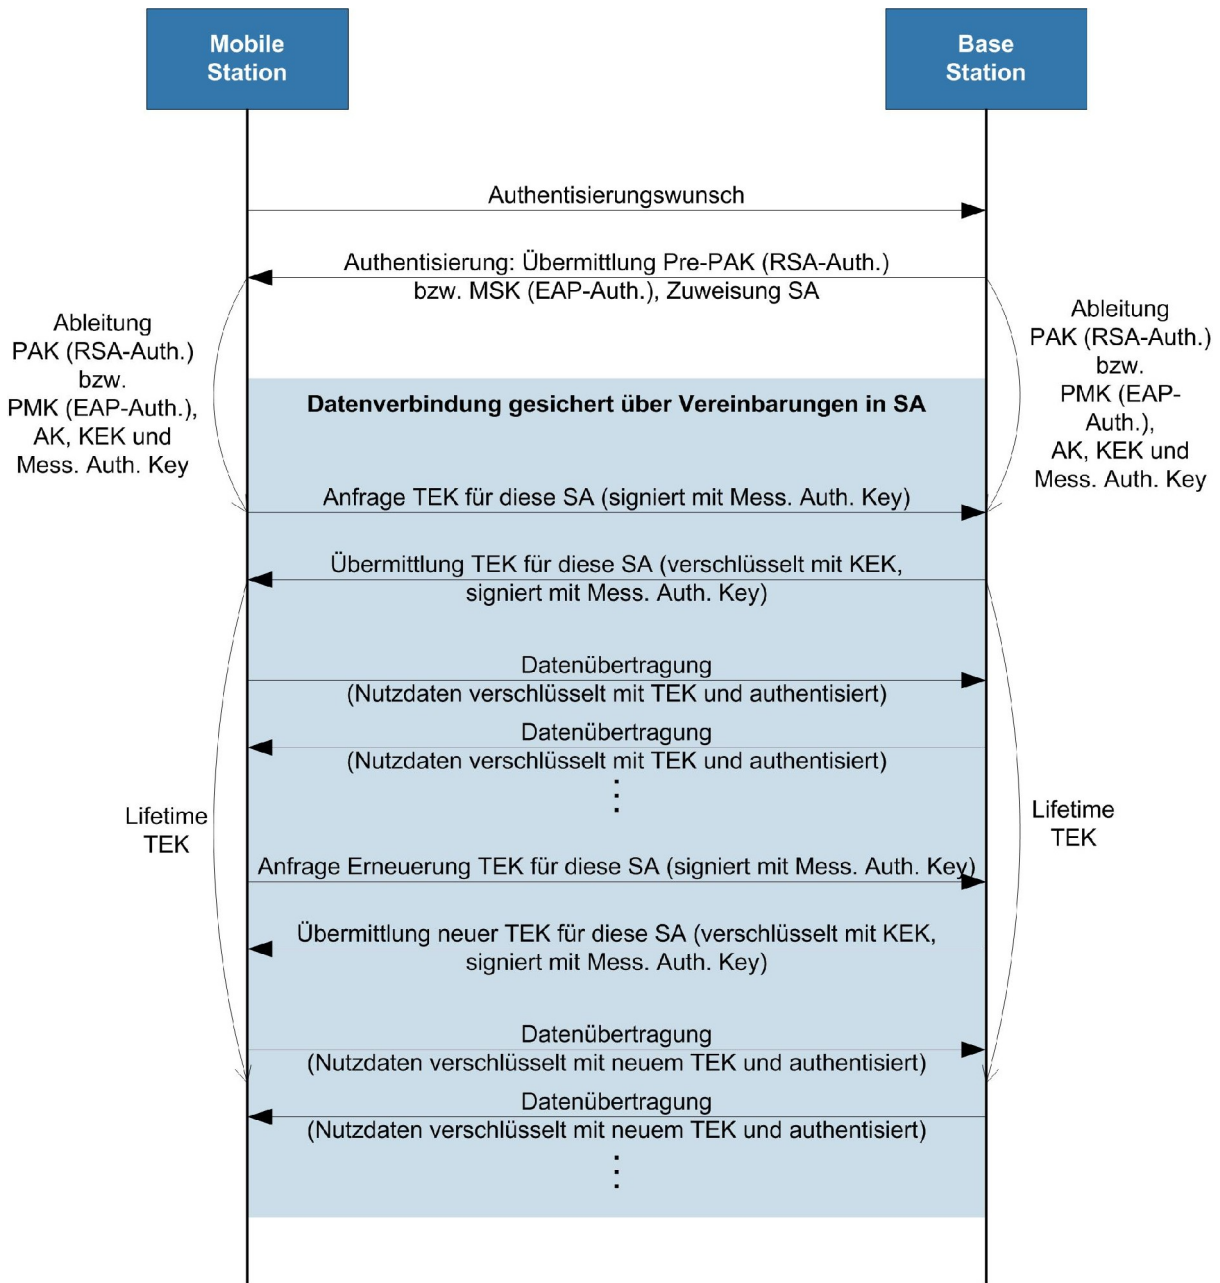 Mobile
Station
Base
Station
Authentisierungswunsch
Authentisierung: Übermittlung Pre-PAK (RSA-Auth.)
bzw. MSK (EAP-Auth.), Zuweisung SA
Ableitung
PAK (RSA-Auth.)
bzw.
PMK (EAP-Auth.),
AK, KEK und
Mess. Auth. Key
Ableitung
PAK (RSA-Auth.)
bzw.
PMK (EAP-
Auth.),
AK, KEK und
Mess. Auth. Key
Datenverbindung gesichert über Vereinbarungen in SA
Anfrage TEK für diese SA (signiert mit Mess. Auth. Key)
Übermittlung TEK für diese SA (verschlüsselt mit KEK,
signiert mit Mess. Auth. Key)
Datenübertragung
(Nutzdaten verschlüsselt mit TEK und authentisiert)
Datenübertragung
(Nutzdaten verschlüsselt mit TEK und authentisiert)
Lifetime
TEK
Lifetime
TEK
Anfrage Erneuerung TEK für diese SA (signiert mit Mess. Auth. Key)
Übermittlung neuer TEK für diese SA (verschlüsselt mit KEK,
signiert mit Mess. Auth. Key)
Datenübertragung
(Nutzdaten verschlüsselt mit neuem TEK und authentisiert)
Datenübertragung
(Nutzdaten verschlüsselt mit neuem TEK und authentisiert)